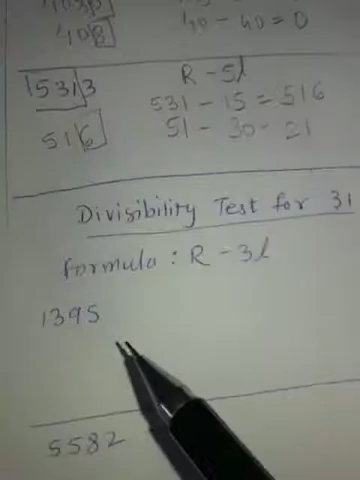 408
40 - 40 = 0
5313
R - 5l
531 - 15 = 516
516
51 - 30 - 21
Divisibility Test for 31
Formula : R - 3l
1395
5582